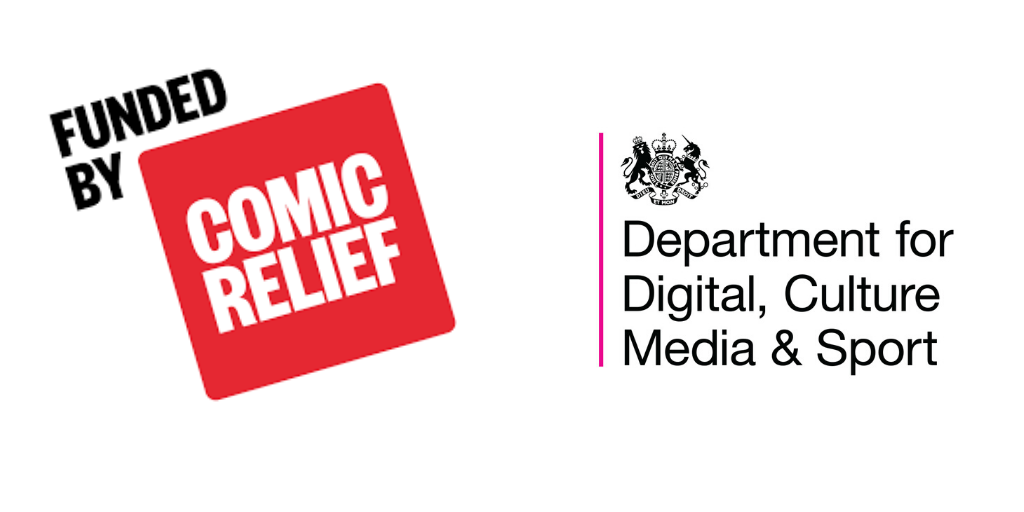 FUNDED
BY
COMIC
RELIEF
Department for
Digital, Culture
Media & Sport